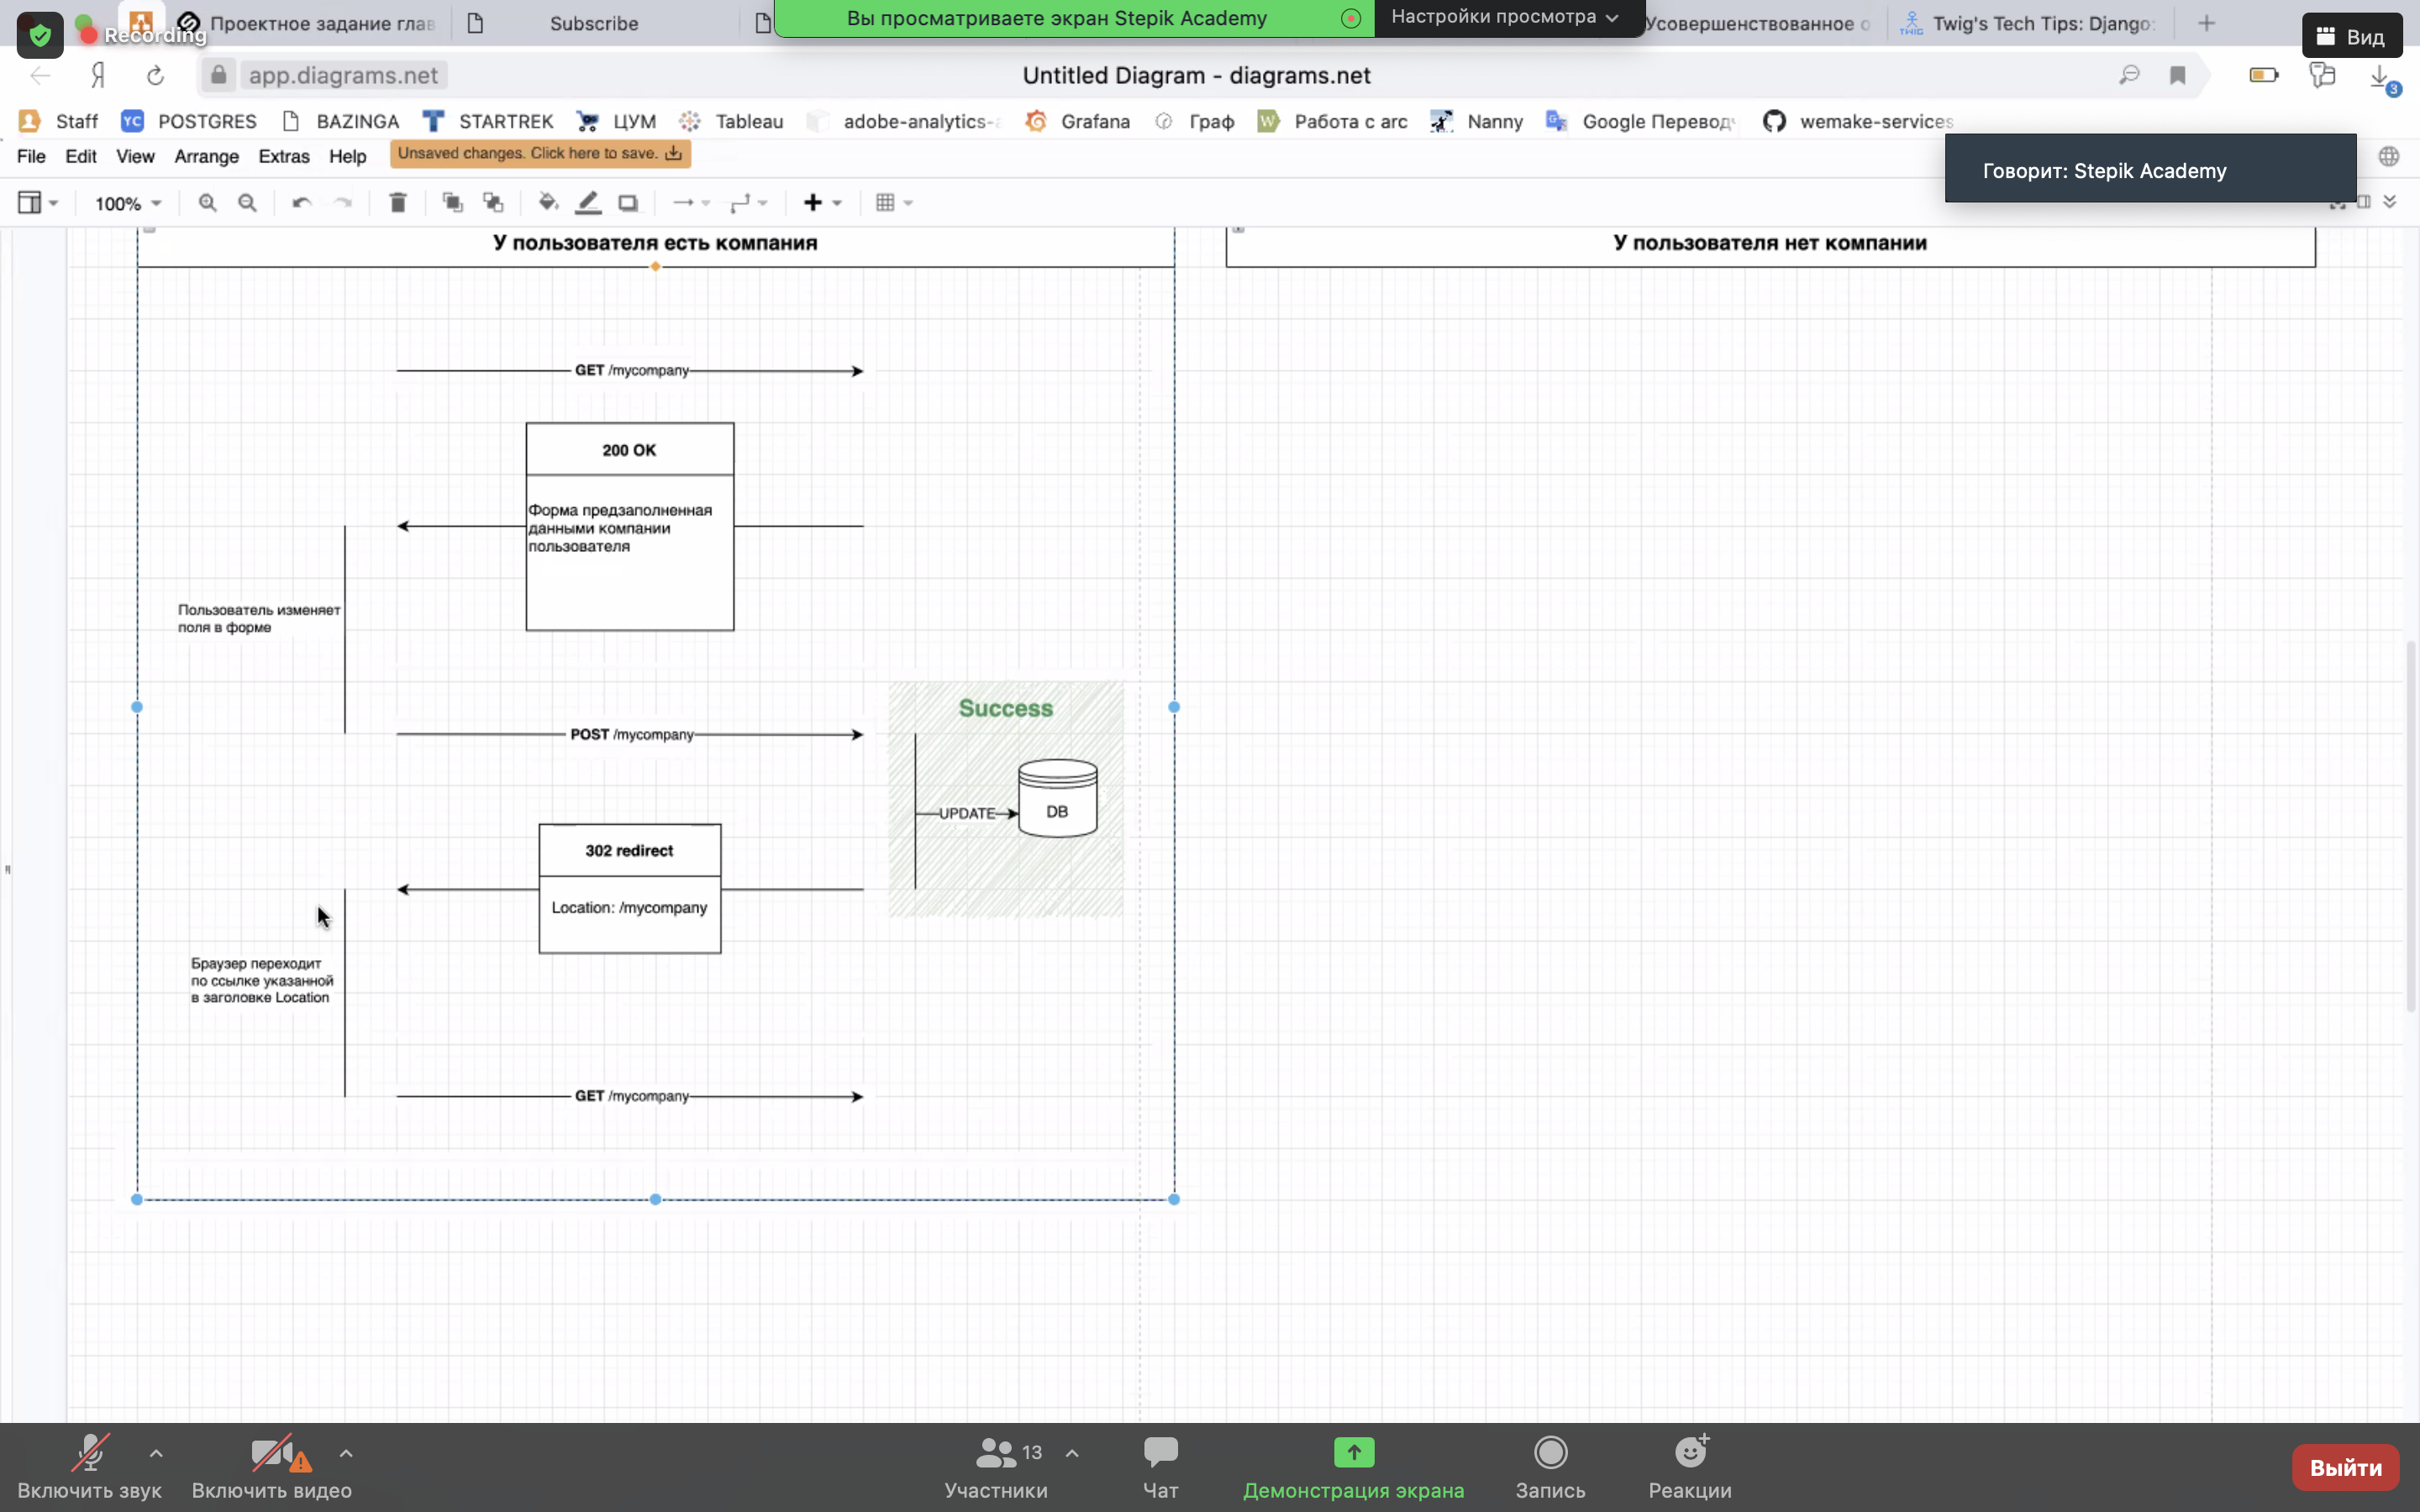 Recording
Проектное задание глав
Subscribe
Вы просматриваете экран Stepik Academy
Настройки просмотра
Усовершенствованное
Twig's Tech Tips: Django:
Вид
Я
app.diagrams.net
Untitled Diagram - diagrams.net
3
Staff
YC POSTGRES
BAZINGA
STARTREK
ЦУМ
Tableau
adobe-analytics-
Grafana
Граф
Работа с arc
Nanny
Google Перевод
wemake-services
File Edit View Arrange Extras Help
Unsaved changes. Click here to save.
Говорит: Stepik Academy
100%
У пользователя есть компания
У пользователя нет компании
GET /mycompany
200 OK
Форма предзаполненная
данными компании
пользователя
Пользователь изменяет
поля в форме
Success
POST /mycompany
UPDATE
DB
302 redirect
Location: /mycompany
Браузер переходит
по ссылке указанной
в заголовке Location
GET /mycompany
13
Включить звук
Включить видео
Участники
Чат
Демонстрация экрана
Запись
Реакции
Выйти